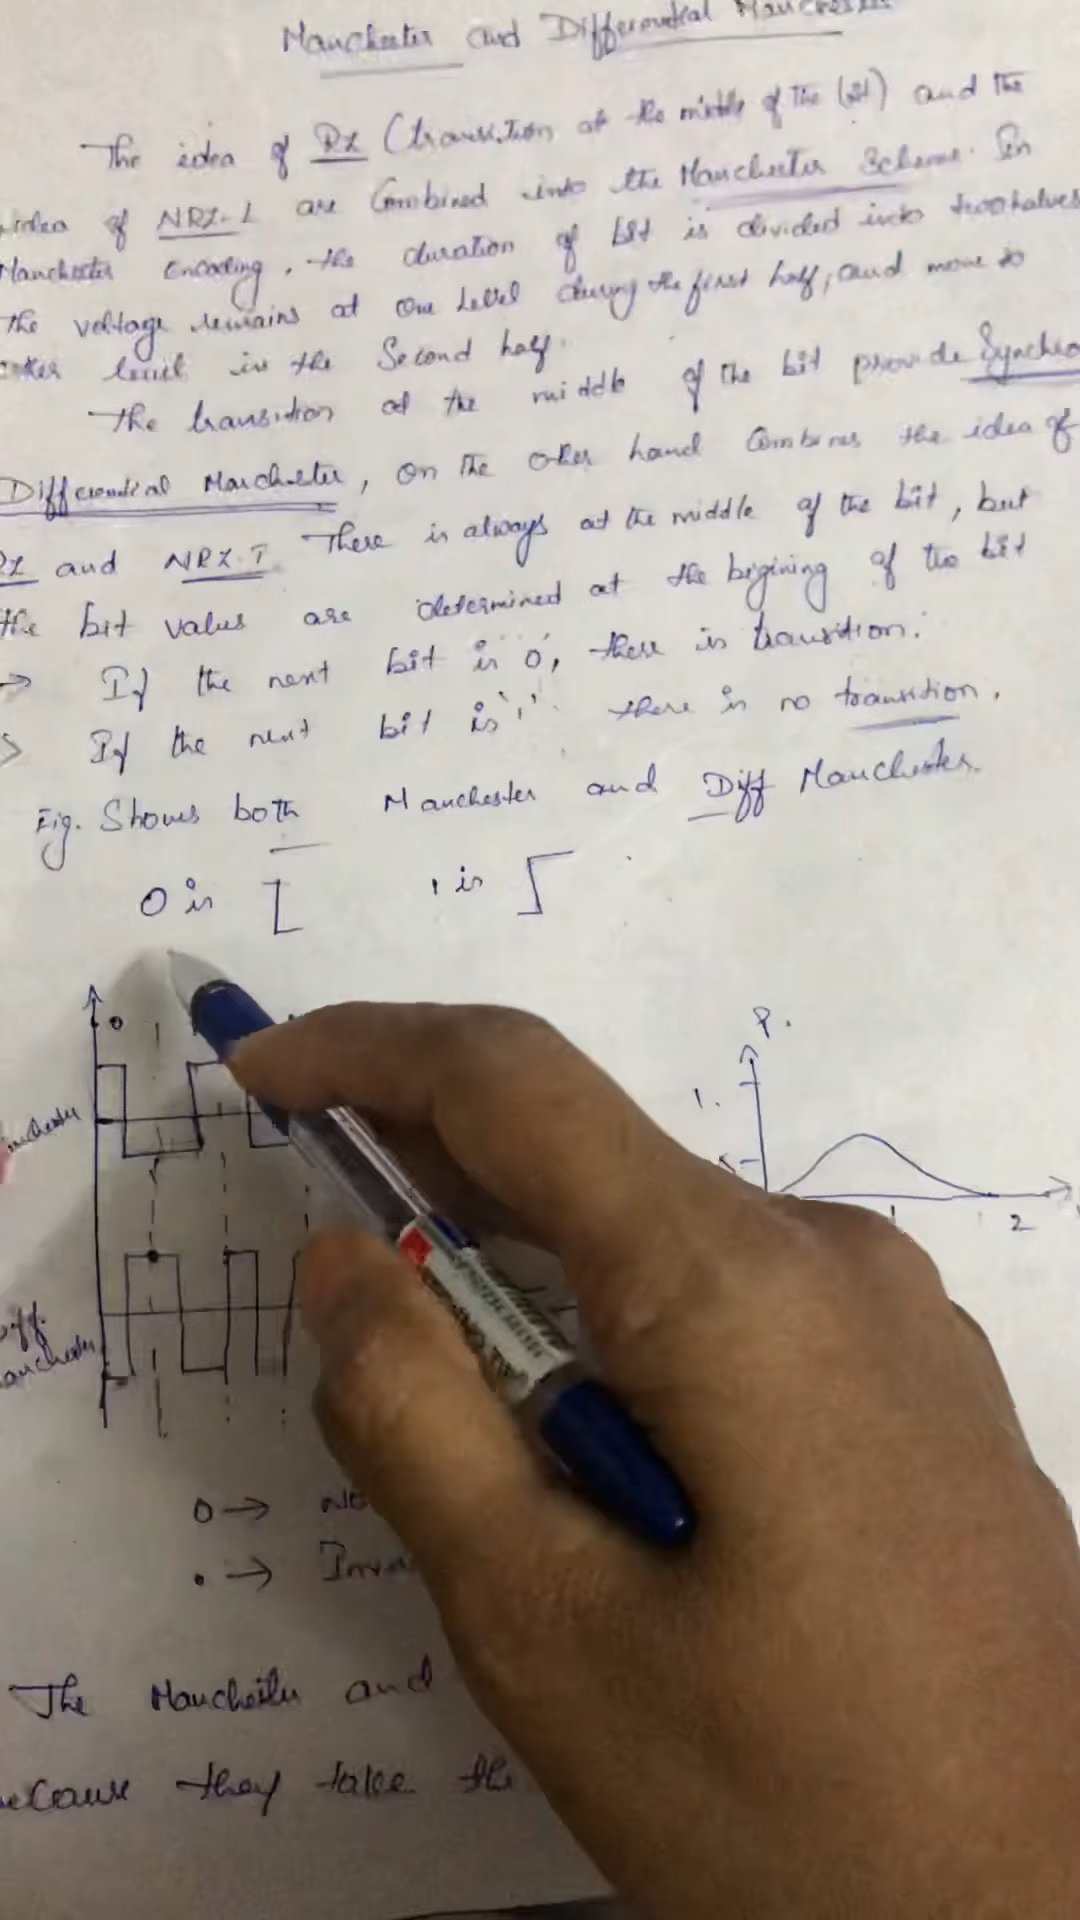 Manchester and Differential Manchester
The idea of RZ (transition at the middle of the bit) and the
idea of NRZ-L are Combined into the Manchester Scheme. In
Manchester encoding, the duration of bit is divided into two halves
The voltage remains at one level during the first half, and move to
other level in the Second half.
The transition at the middle of the bit provide Synchro
Differential Manchester, on the other hand Combines the idea of
RZ and NRZ-I There is always at the middle of the bit, but
the bit values are determined at the bigining of the bit
→ If the next bit is '0', there is transition.
> If the next bit is '1' there is no transition.
Fig. Shows both Manchester and Diff Manchester.
0 is 1 is
0
P.
1.
nchester
1 2
Diff.
anchester
0 →
• →
The Manchester and
because they take the